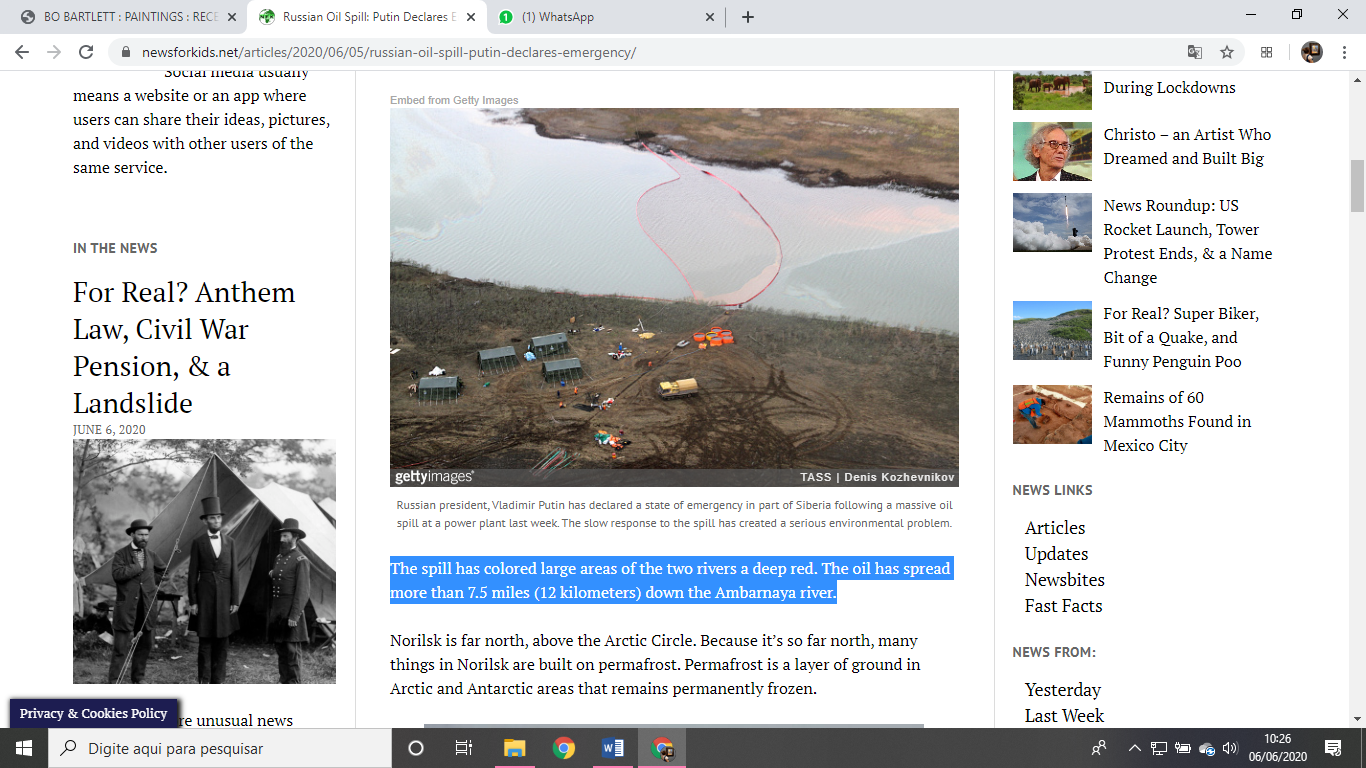 BO BARTLETT : PAINTINGS : RECE
Russian Oil Spill: Putin Declares E
(1) WhatsApp
newsforkids.net/articles/2020/06/05/russian-oil-spill-putin-declares-emergency/
Social media usually
means a website or an app where
users can share their ideas, pictures,
and videos with other users of the
same service.
IN THE NEWS
For Real? Anthem
Law, Civil War
Pension, & a
Landslide
JUNE 6, 2020
re unusual news
Privacy & Cookies Policy
Embed from Getty Images
gettyimages®
TASS | Denis Kozhevnikov
Russian president, Vladimir Putin has declared a state of emergency in part of Siberia following a massive oil
spill at a power plant last week. The slow response to the spill has created a serious environmental problem.
The spill has colored large areas of the two rivers a deep red. The oil has spread
more than 7.5 miles (12 kilometers) down the Ambarnaya river.
Norilsk is far north, above the Arctic Circle. Because it’s so far north, many
things in Norilsk are built on permafrost. Permafrost is a layer of ground in
Arctic and Antarctic areas that remains permanently frozen.
During Lockdowns
Christo – an Artist Who
Dreamed and Built Big
News Roundup: US
Rocket Launch, Tower
Protest Ends, & a Name
Change
For Real? Super Biker,
Bit of a Quake, and
Funny Penguin Poo
Remains of 60
Mammoths Found in
Mexico City
NEWS LINKS
Articles
Updates
Newsbites
Fast Facts
NEWS FROM:
Yesterday
Last Week
Digite aqui para pesquisar
10:26
06/06/2020